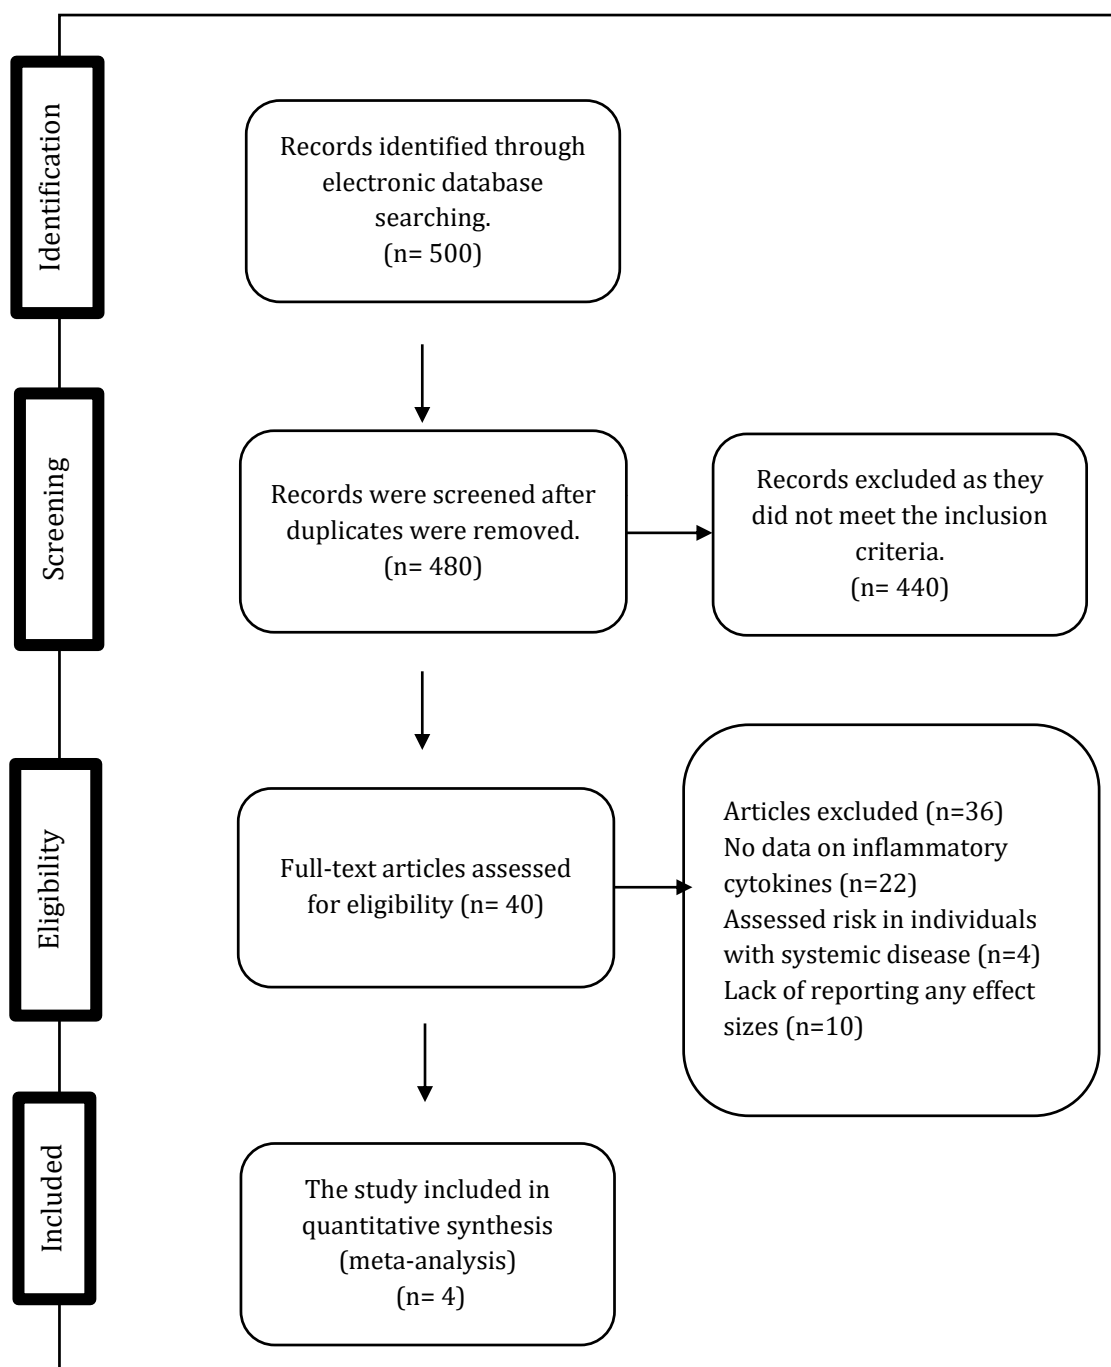 Identification
Records identified through
electronic database
searching.
(n= 500)
Screening
Records were screened after
duplicates were removed.
(n= 480)
Records excluded as they
did not meet the inclusion
criteria.
(n= 440)
Eligibility
Full-text articles assessed
for eligibility (n= 40)
Articles excluded (n=36)
No data on inflammatory
cytokines (n=22)
Assessed risk in individuals
with systemic disease (n=4)
Lack of reporting any effect
sizes (n=10)
Included
The study included in
quantitative synthesis
(meta-analysis)
(n= 4)